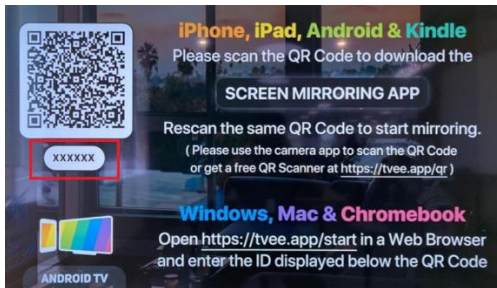 iPhone, iPad, Android & Kindle
Please scan the QR Code to download the
SCREEN MIRRORING APP
Rescan the same QR Code to start mirroring.
( Please use the camera app to scan the QR Code
or get a free QR Scanner at https://tvee.app/qr )
XXXXXX
Windows, Mac & Chromebook
Open https://tvee.app/start in a Web Browser
and enter the ID displayed below the QR Code
ANDROID TV